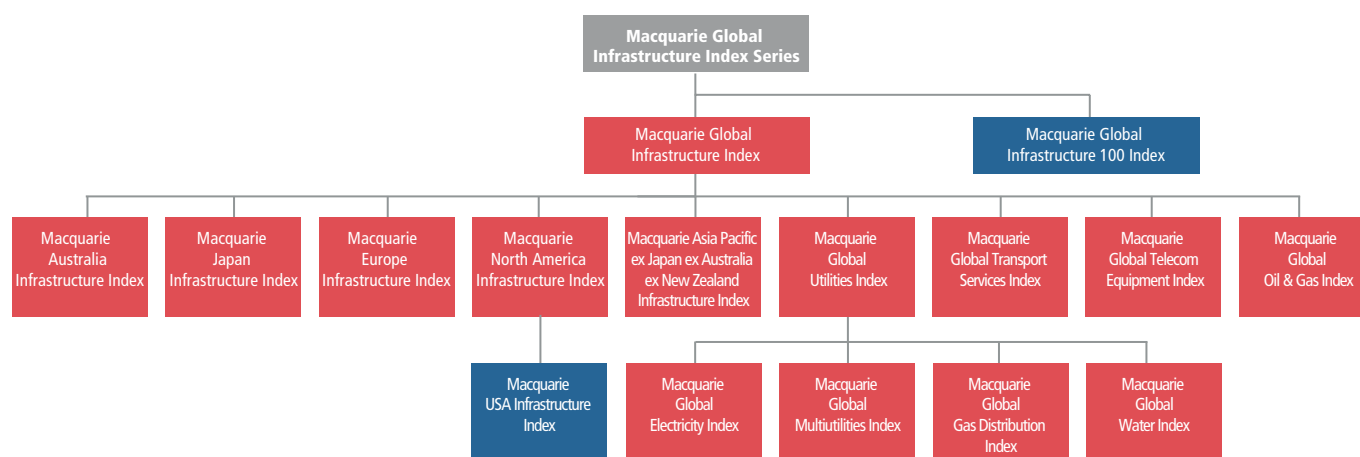 Macquarie Global
Infrastructure Index Series
Macquarie Global
Infrastructure Index
Macquarie Global
Infrastructure 100 Index
Macquarie
Australia
Infrastructure Index
Macquarie
Japan
Infrastructure Index
Macquarie
Europe
Infrastructure Index
Macquarie
North America
Infrastructure Index
Macquarie Asia Pacific
ex Japan ex Australia
ex New Zealand
Infrastructure Index
Macquarie
Global
Utilities Index
Macquarie
Global Transport
Services Index
Macquarie
Global Telecom
Equipment Index
Macquarie
Global
Oil & Gas Index
Macquarie
USA Infrastructure
Index
Macquarie
Global
Electricity Index
Macquarie
Global
Multiutilities Index
Macquarie
Global
Gas Distribution
Index
Macquarie
Global
Water Index